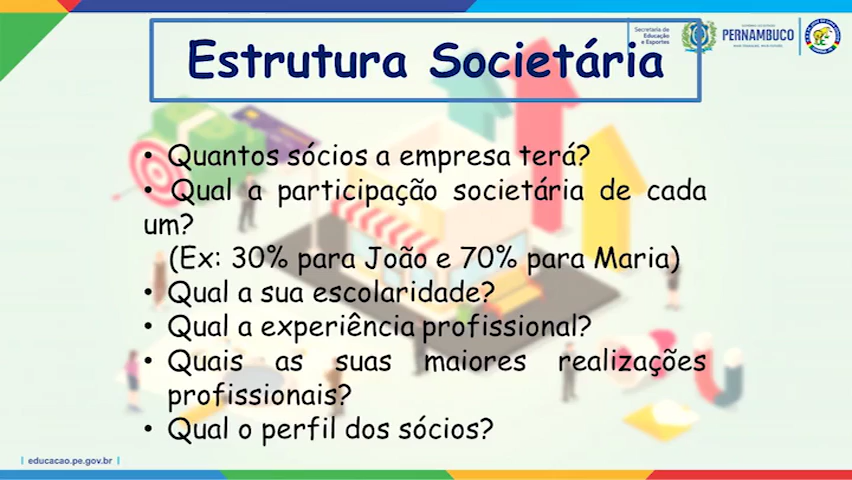 Estrutura Societária
Secretaria de
Educação
e Esportes
PERNAMBUCO
• Quantos sócios a empresa terá?
• Qual a participação societária de cada
um?
(Ex: 30% para João e 70% para Maria)
• Qual a sua escolaridade?
• Qual a experiência profissional?
• Quais as suas maiores realizações
profissionais?
• Qual o perfil dos sócios?
educacao.pe.gov.br